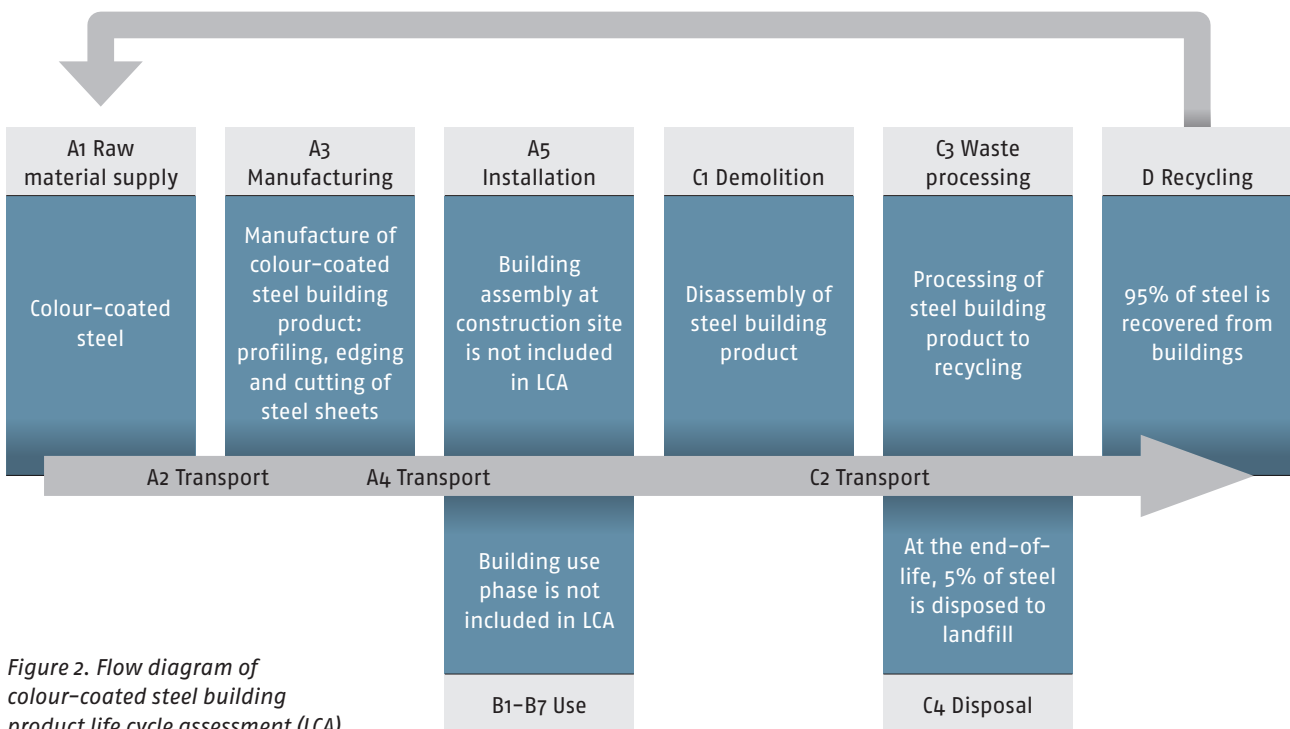 A1 Raw
material supply
Colour-coated
steel
A3
Manufacturing
Manufacture of
colour-coated
steel building
product:
profiling, edging
and cutting of
steel sheets
A5
Installation
Building
assembly at
construction site
is not included
in LCA
C1 Demolition
Disassembly of
steel building
product
C3 Waste
processing
Processing of
steel building
product to
recycling
D Recycling
95% of steel is
recovered from
buildings
A2 Transport
A4 Transport
C2 Transport
Building use
phase is not
included in LCA
B1-B7 Use
At the end-of-
life, 5% of steel
is disposed to
landfill
C4 Disposal
Figure 2. Flow diagram of
colour-coated steel building
product life cycle assessment (LCA)